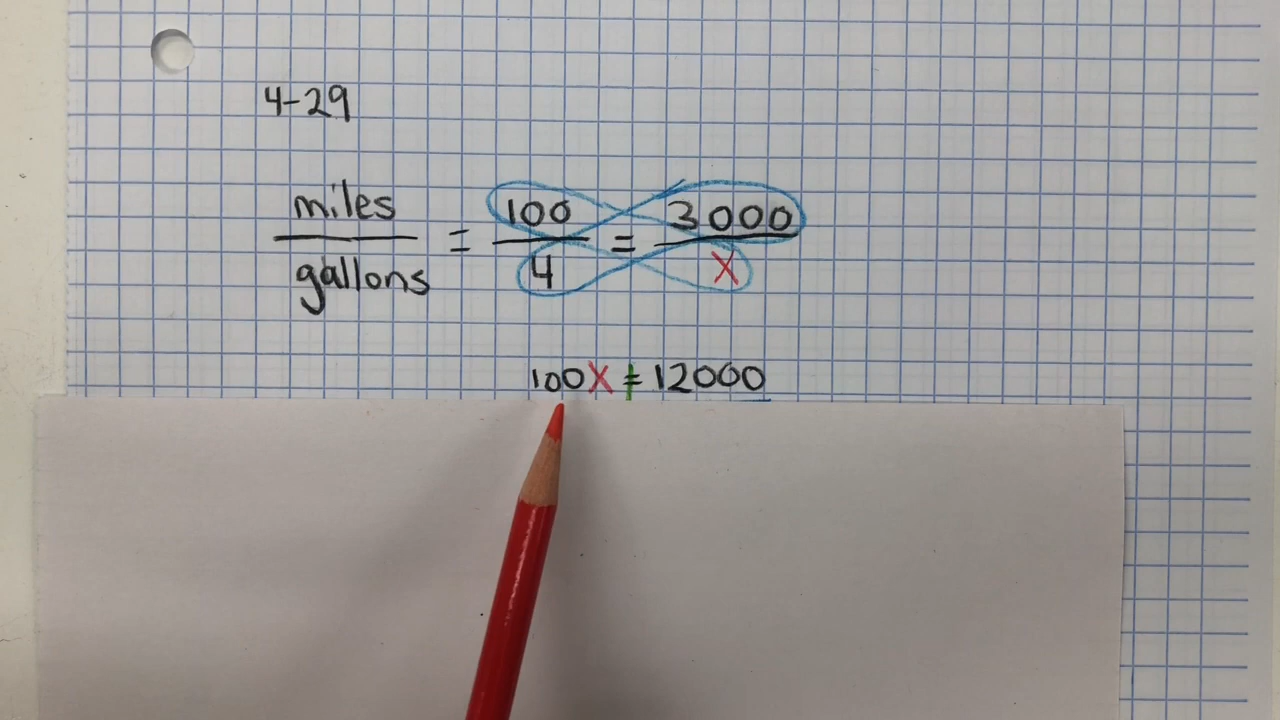 4-29
miles/gallons = 100/4 = 3000/X
100X = 12000